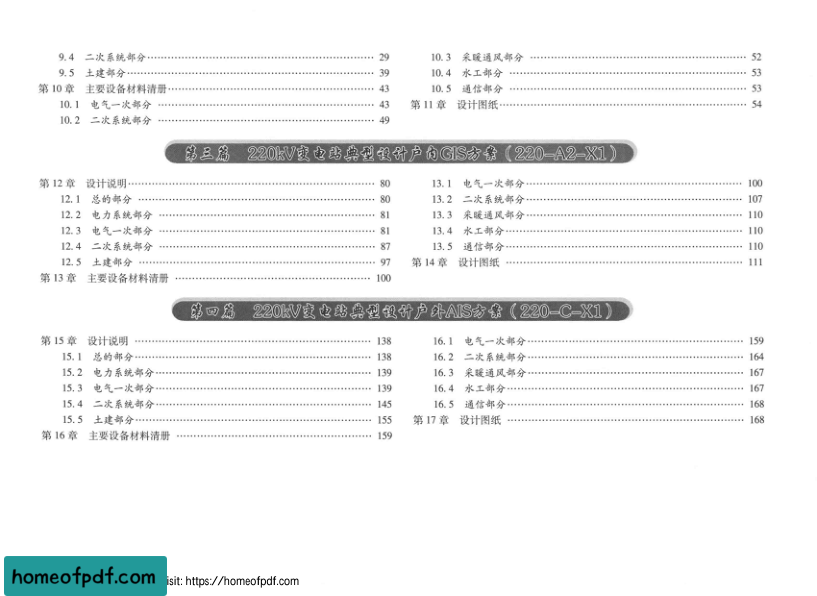 9.4 二次系统部分 …… 29
9.5 土建部分 …… 39
第 10 章 主要设备材料清册 …… 43
10.1 电气一次部分 …… 43
10.2 二次系统部分 …… 49
10.3 采暖通风部分 …… 52
10.4 水工部分 …… 53
10.5 通信部分 …… 53
第 11 章 设计图纸 …… 54
第三篇 220kV变电站典型设计户内GIS方案(220-A2-X1)
第 12 章 设计说明 …… 80
12.1 总的部分 …… 80
12.2 电力系统部分 …… 81
12.3 电气一次部分 …… 81
12.4 二次系统部分 …… 87
12.5 土建部分 …… 97
第 13 章 主要设备材料清册 …… 100
13.1 电气一次部分 …… 100
13.2 二次系统部分 …… 107
13.3 采暖通风部分 …… 110
13.4 水工部分 …… 110
13.5 通信部分 …… 110
第 14 章 设计图纸 …… 111
第四篇 220kV变电站典型设计户外AIS方案(220-C-X1)
第 15 章 设计说明 …… 138
15.1 总的部分 …… 138
15.2 电力系统部分 …… 139
15.3 电气一次部分 …… 139
15.4 二次系统部分 …… 145
15.5 土建部分 …… 155
第 16 章 主要设备材料清册 …… 159
16.1 电气一次部分 …… 159
16.2 二次系统部分 …… 164
16.3 采暖通风部分 …… 167
16.4 水工部分 …… 167
16.5 通信部分 …… 168
第 17 章 设计图纸 …… 168
homeofpdf.com isit: https://homeofpdf.com